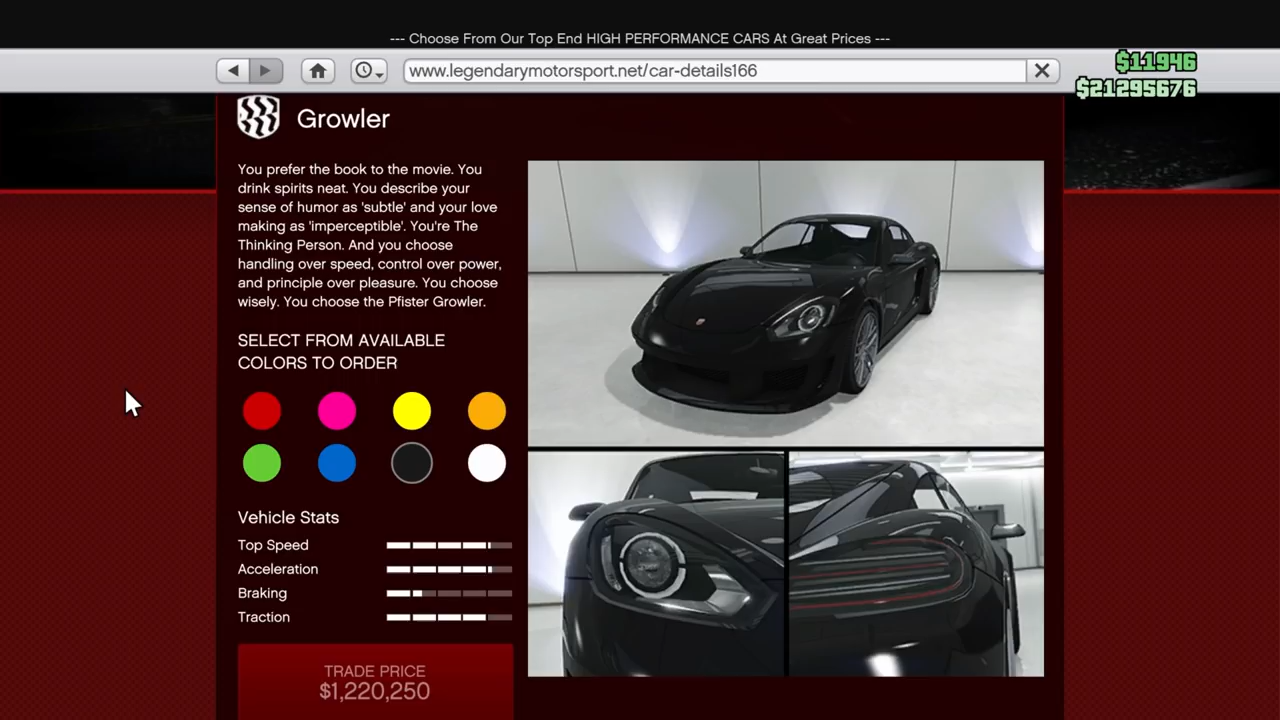 --- Choose From Our Top End HIGH PERFORMANCE CARS At Great Prices ---
www.legendarymotorsport.net/car-details166
$11946
$21295676
Growler
You prefer the book to the movie. You
drink spirits neat. You describe your
sense of humor as 'subtle' and your love
making as 'imperceptible'. You're The
Thinking Person. And you choose
handling over speed, control over power,
and principle over pleasure. You choose
wisely. You choose the Pfister Growler.
SELECT FROM AVAILABLE
COLORS TO ORDER
Vehicle Stats
Top Speed
Acceleration
Braking
Traction
TRADE PRICE
$1,220,250